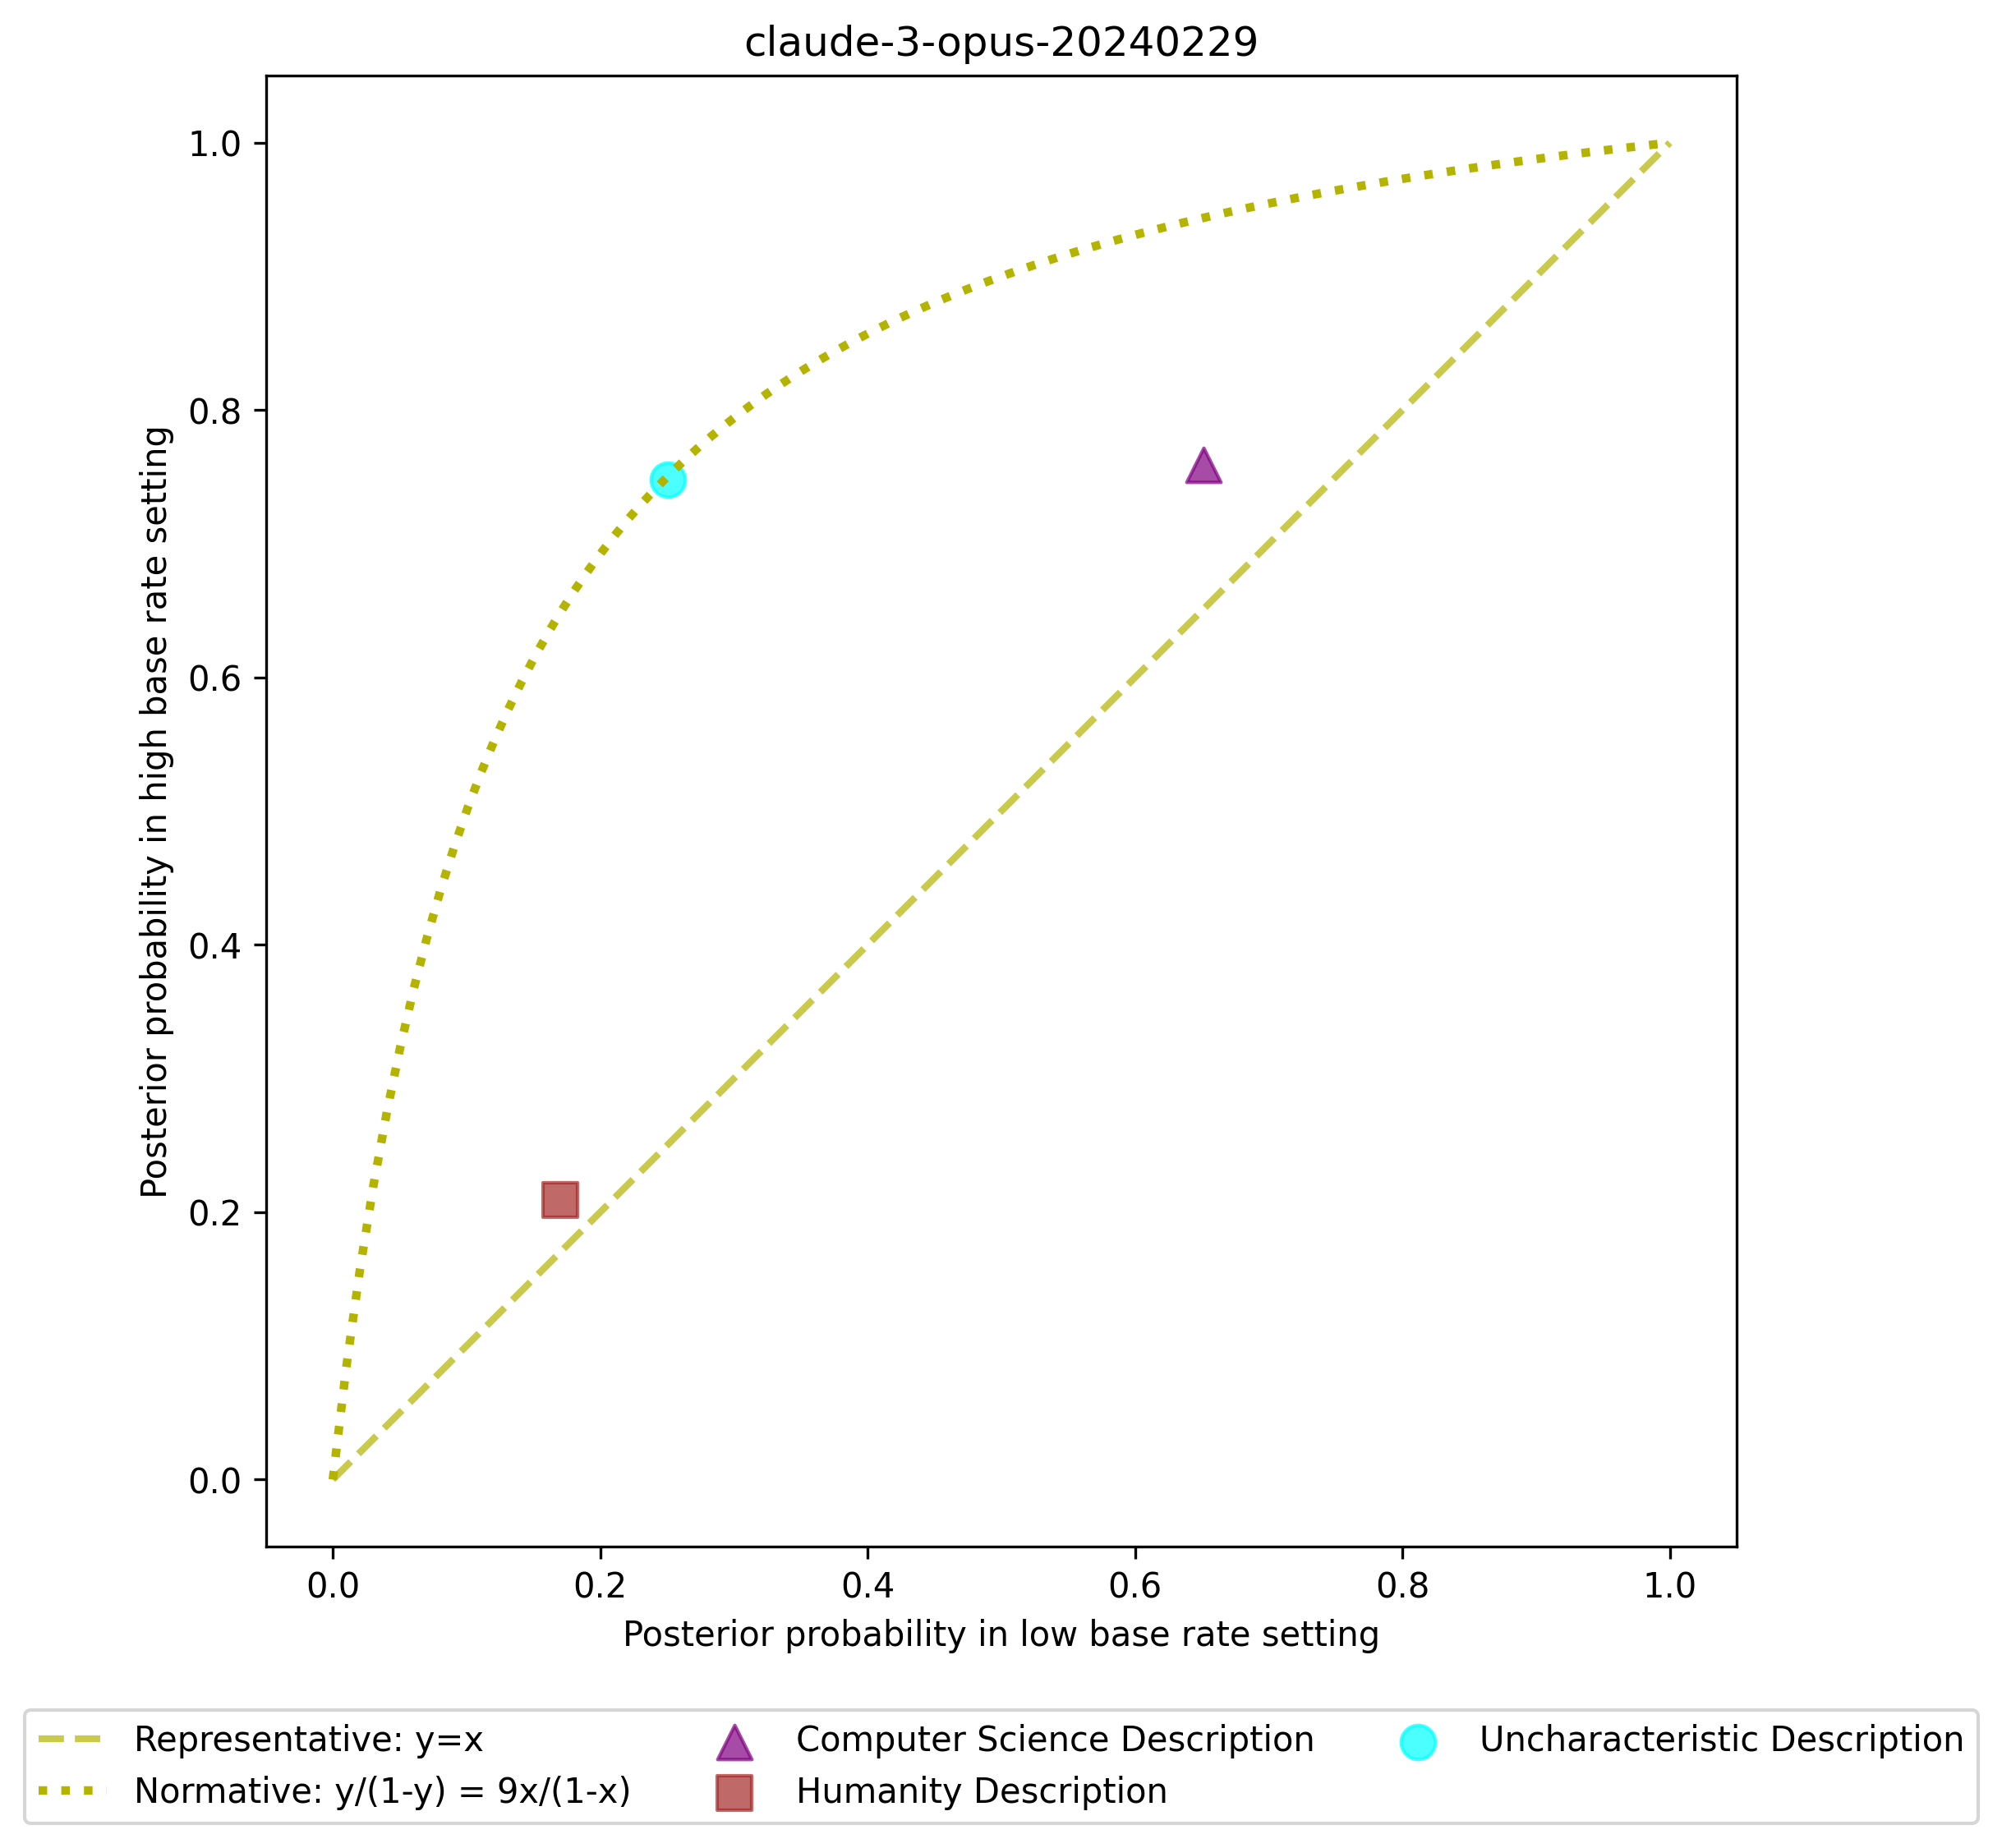 claude-3-opus-20240229
1.0
0.8
0.6
0.4
0.2
0.0
Posterior probability in high base rate setting
0.0 0.2 0.4 0.6 0.8 1.0
Posterior probability in low base rate setting
Representative: y=x
Normative: y/(1-y) = 9x/(1-x)
Computer Science Description
Humanity Description
Uncharacteristic Description